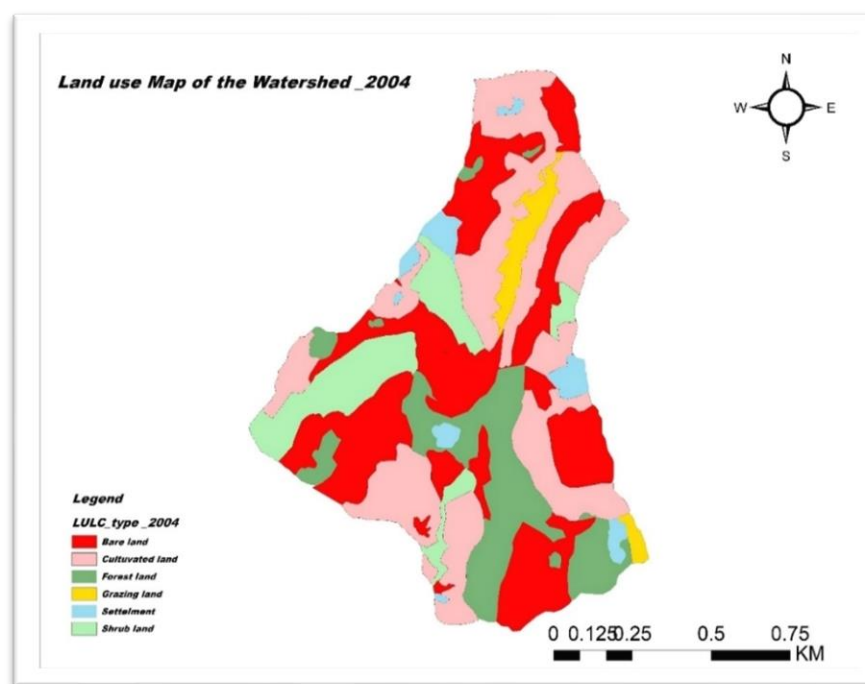 Land use Map of the Watershed _2004
N
W E
S
Legend
LULC_type _2004
Bare land
Cultuvated land
Forest land
Grazing land
Settelment
Shrub land
0 0.1250.25 0.5 0.75
KM